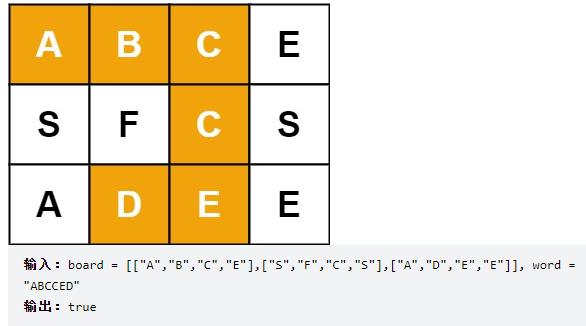 A B C E
S F C S
A D E E
输入：board = [["A","B","C","E"],["S","F","C","S"],["A","D","E","E"]], word =
"ABCCED"
输出：true